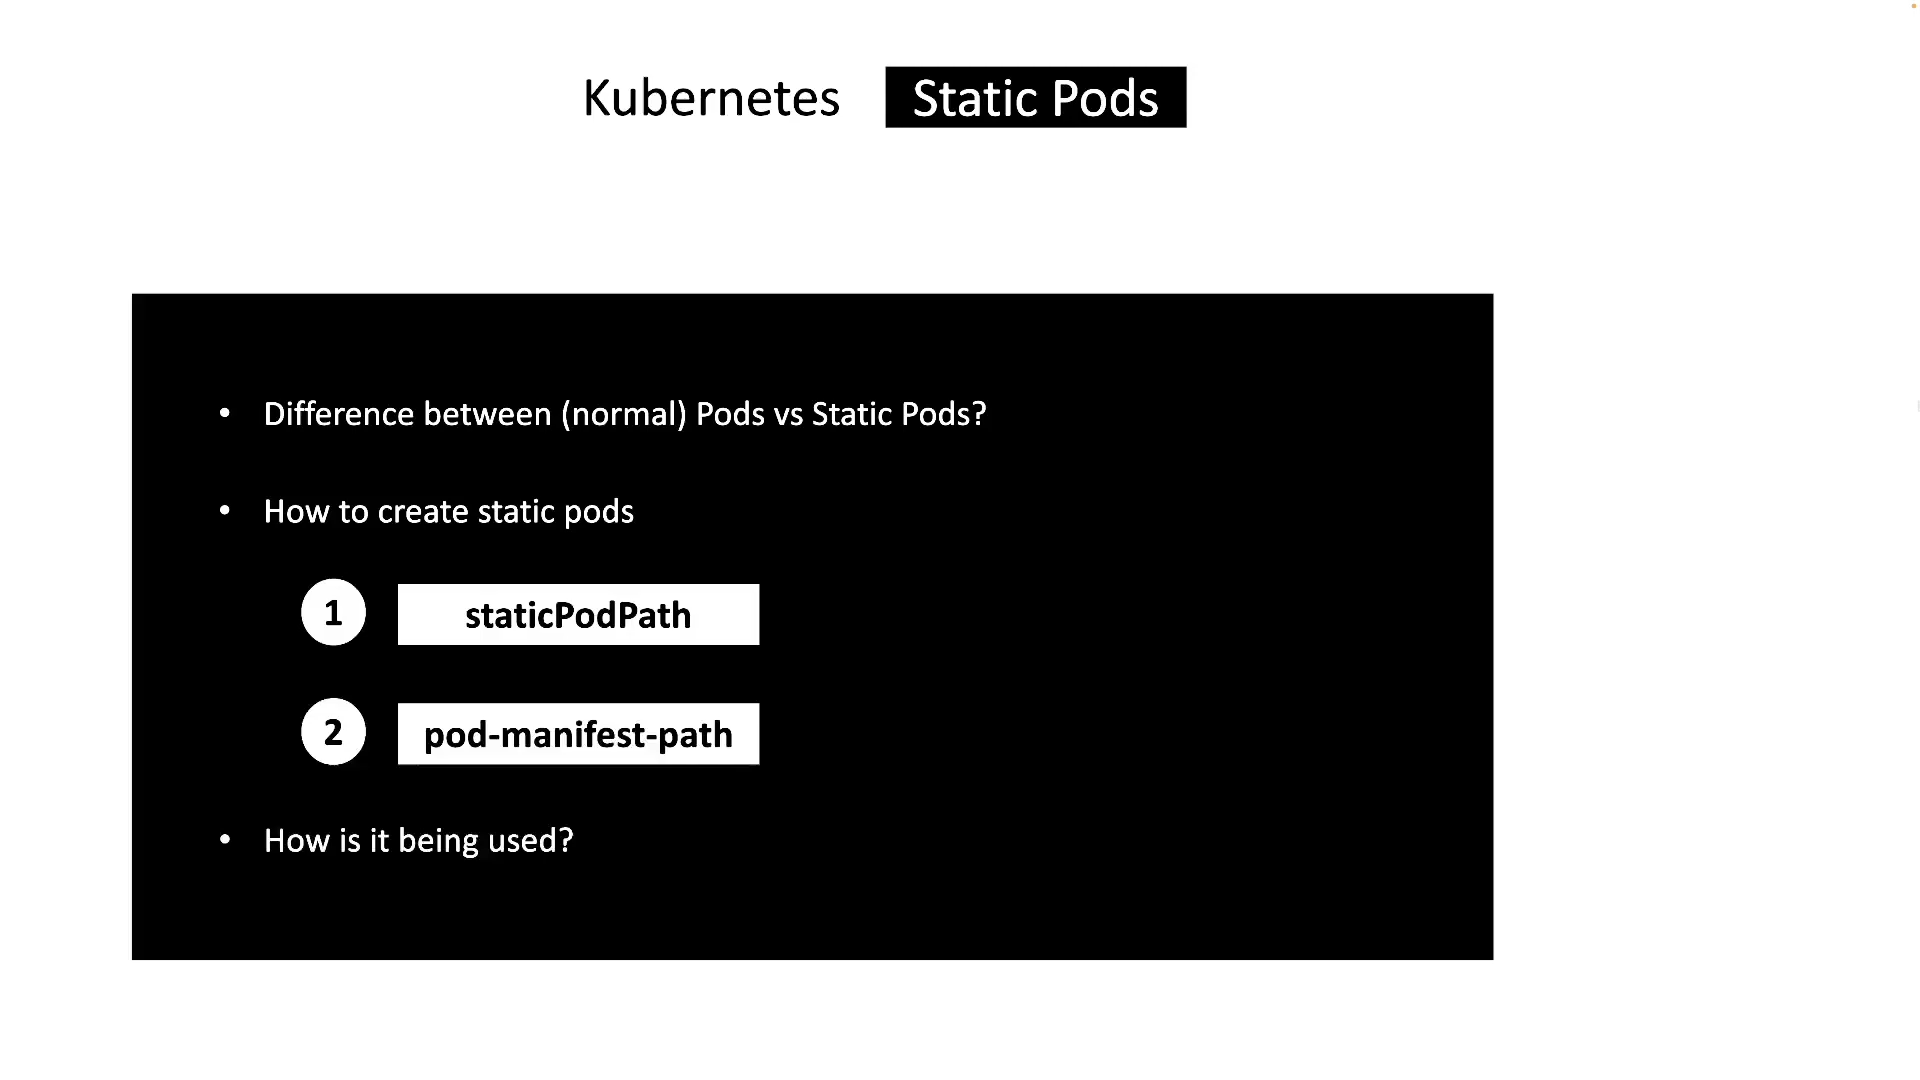 Kubernetes Static Pods
• Difference between (normal) Pods vs Static Pods?
• How to create static pods
1 staticPodPath
2 pod-manifest-path
• How is it being used?